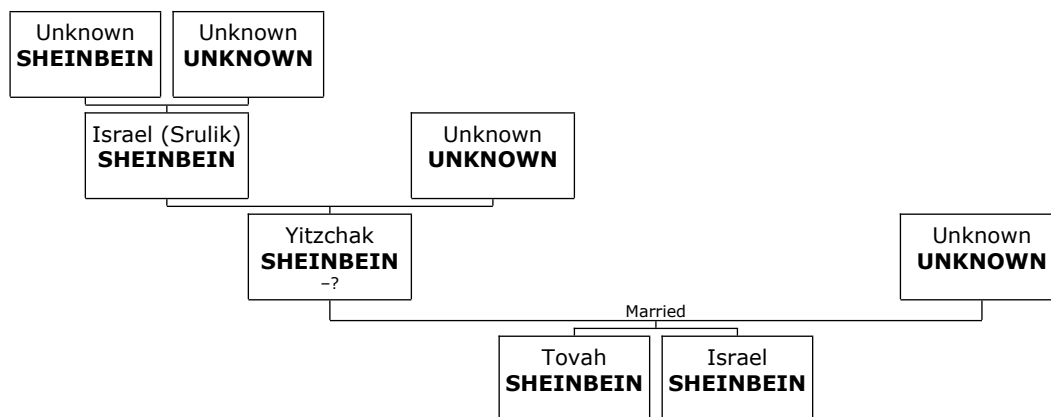 Unknown
SHEINBEIN
Unknown
UNKNOWN
Israel (Srulik)
SHEINBEIN
Unknown
UNKNOWN
Yitzchak
SHEINBEIN
–?
Unknown
UNKNOWN
Married
Tovah
SHEINBEIN
Israel
SHEINBEIN